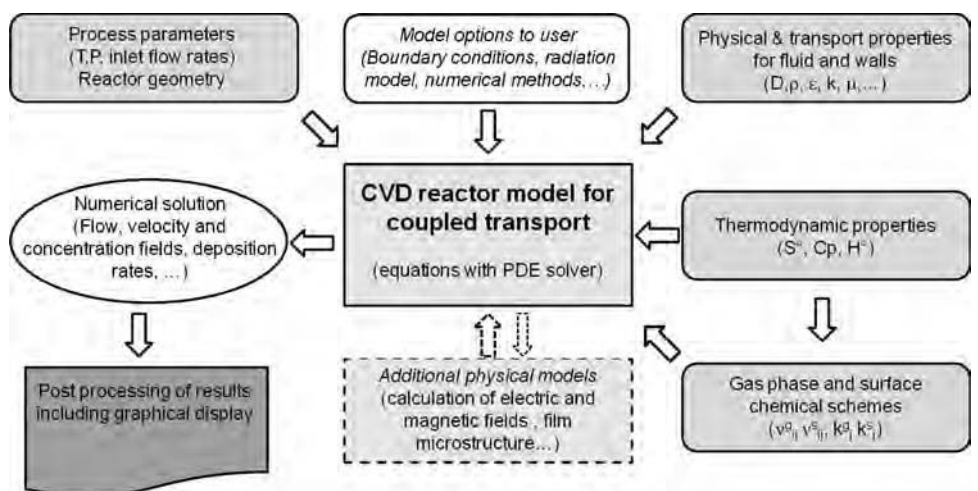 Process parameters
(T,P, inlet flow rates)
Reactor geometry
Model options to user
(Boundary conditions, radiation
model, numerical methods,…)
Physical & transport properties
for fluid and walls
(D,ρ, ε, k, μ,…)
Numerical solution
(Flow, velocity and
concentration fields, deposition
rates, …)
CVD reactor model for
coupled transport
(equations with PDE solver)
Thermodynamic properties
(S°, Cp, H°)
Post processing of results
including graphical display
Additional physical models
(calculation of electric and
magnetic fields , film
microstructure…)
Gas phase and surface
chemical schemes
(νᵍᵢⱼ νˢᵢⱼ, kᵍⱼ kˢⱼ)